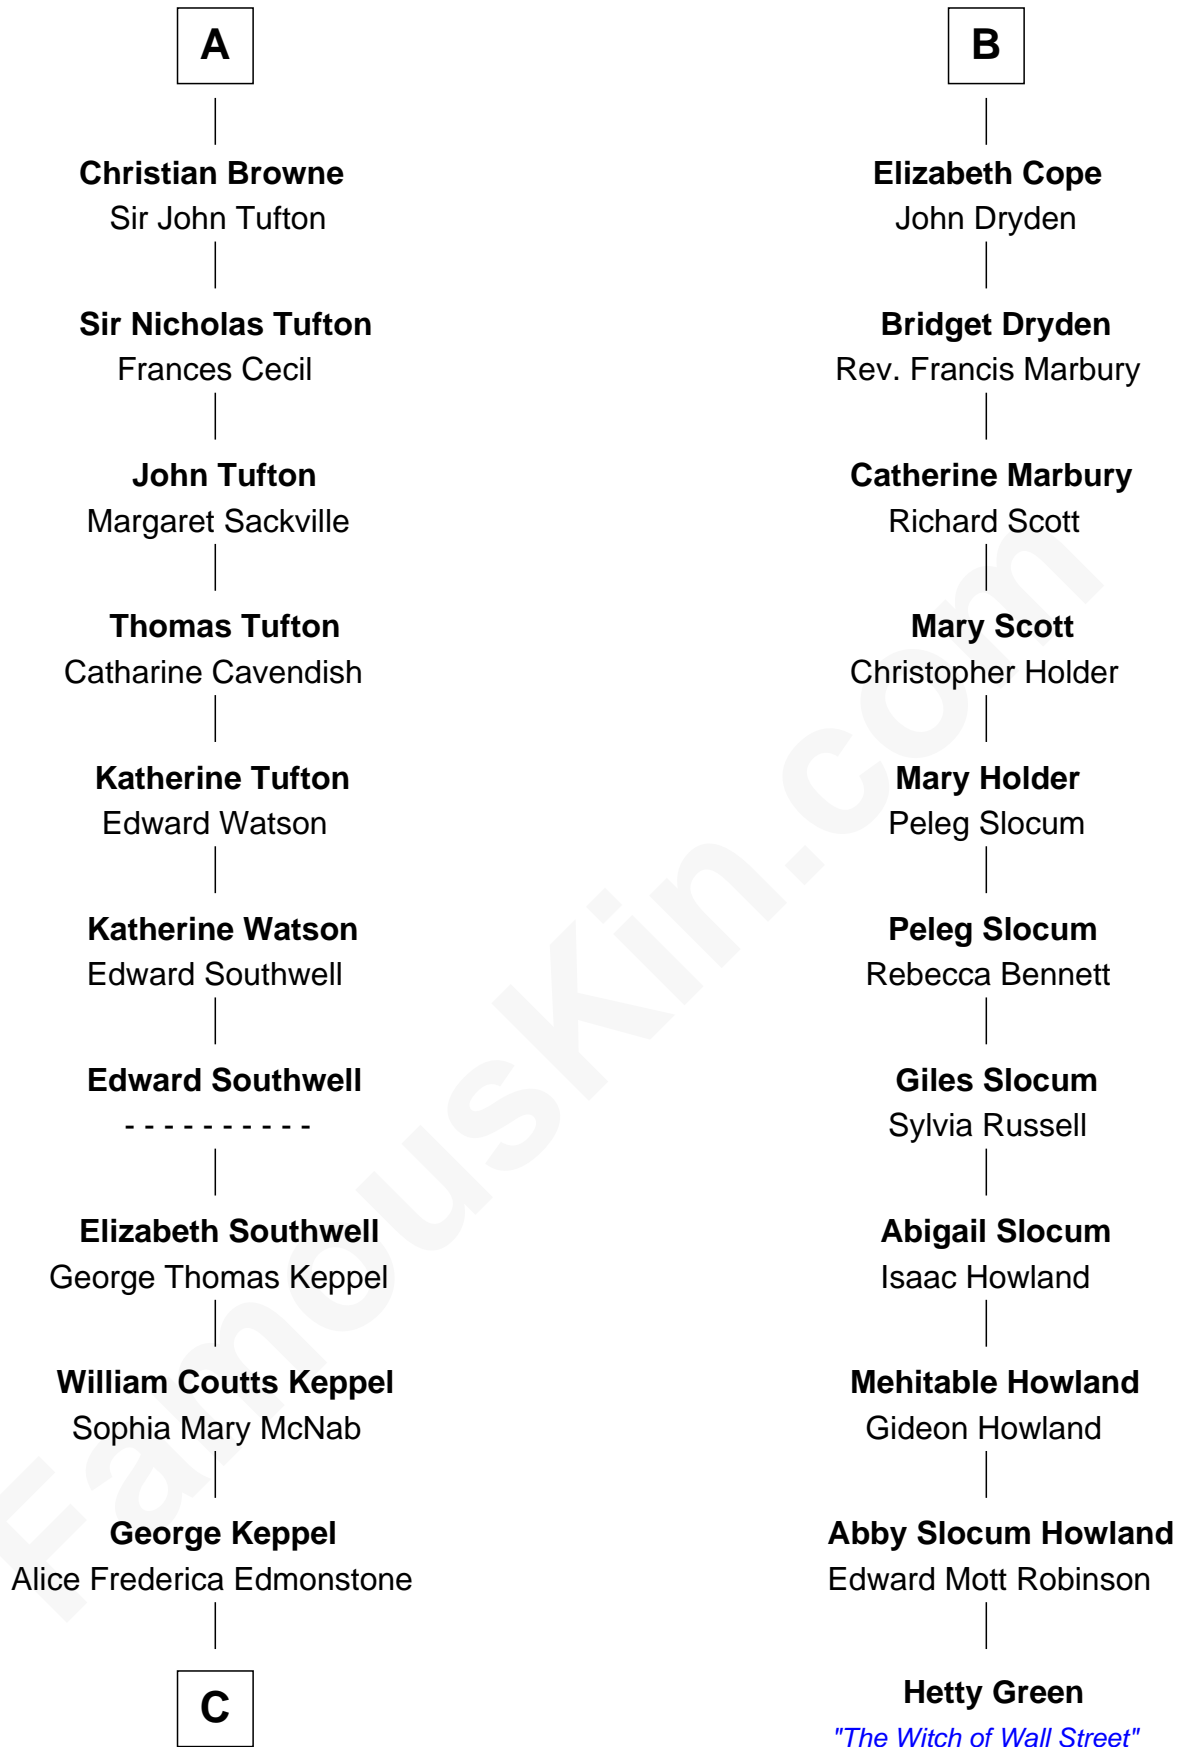 A
Christian Browne
Sir John Tufton
Sir Nicholas Tufton
Frances Cecil
John Tufton
Margaret Sackville
Thomas Tufton
Catharine Cavendish
Katherine Tufton
Edward Watson
Katherine Watson
Edward Southwell
Edward Southwell
- - - - - - - - - -
Elizabeth Southwell
George Thomas Keppel
William Coutts Keppel
Sophia Mary McNab
George Keppel
Alice Frederica Edmonstone
C
B
Elizabeth Cope
John Dryden
Bridget Dryden
Rev. Francis Marbury
Catherine Marbury
Richard Scott
Mary Scott
Christopher Holder
Mary Holder
Peleg Slocum
Peleg Slocum
Rebecca Bennett
Giles Slocum
Sylvia Russell
Abigail Slocum
Isaac Howland
Mehitable Howland
Gideon Howland
Abby Slocum Howland
Edward Mott Robinson
Hetty Green
"The Witch of Wall Street"
FamousKin.com